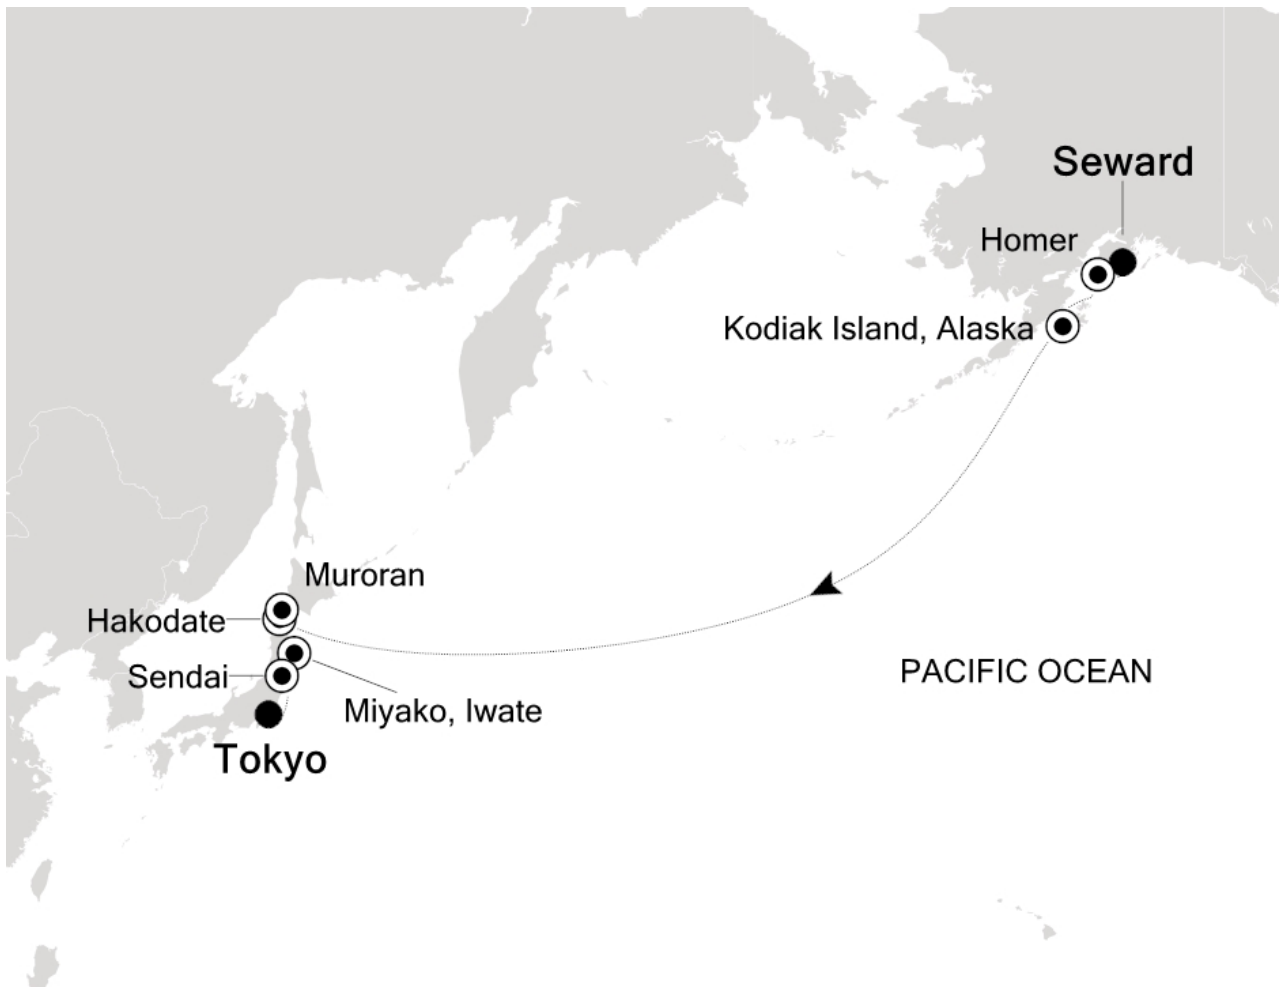 Seward
Homer
Kodiak Island, Alaska
Muroran
Hakodate
PACIFIC OCEAN
Sendai
Miyako, Iwate
Tokyo